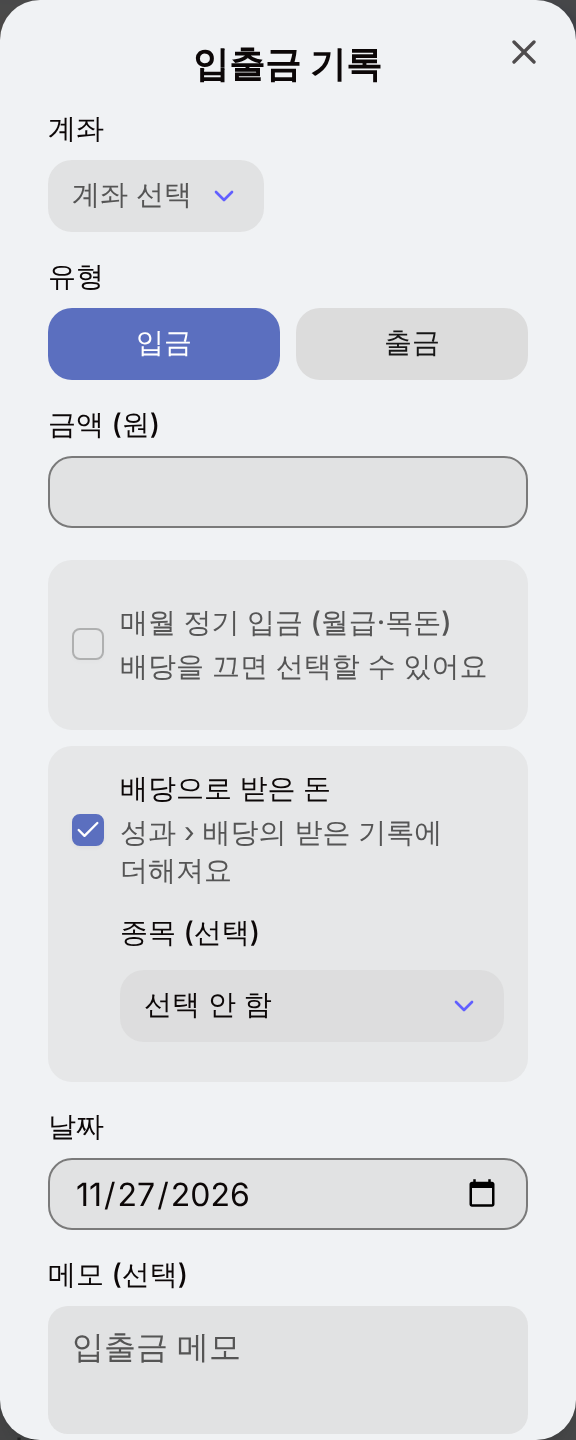 입출금 기록
계좌
계좌 선택
유형
입금
출금
금액 (원)
매월 정기 입금 (월급·목돈)
배당을 끄면 선택할 수 있어요
배당으로 받은 돈
성과 › 배당의 받은 기록에
더해져요
종목 (선택)
선택 안 함
날짜
11/27/2026
메모 (선택)
입출금 메모